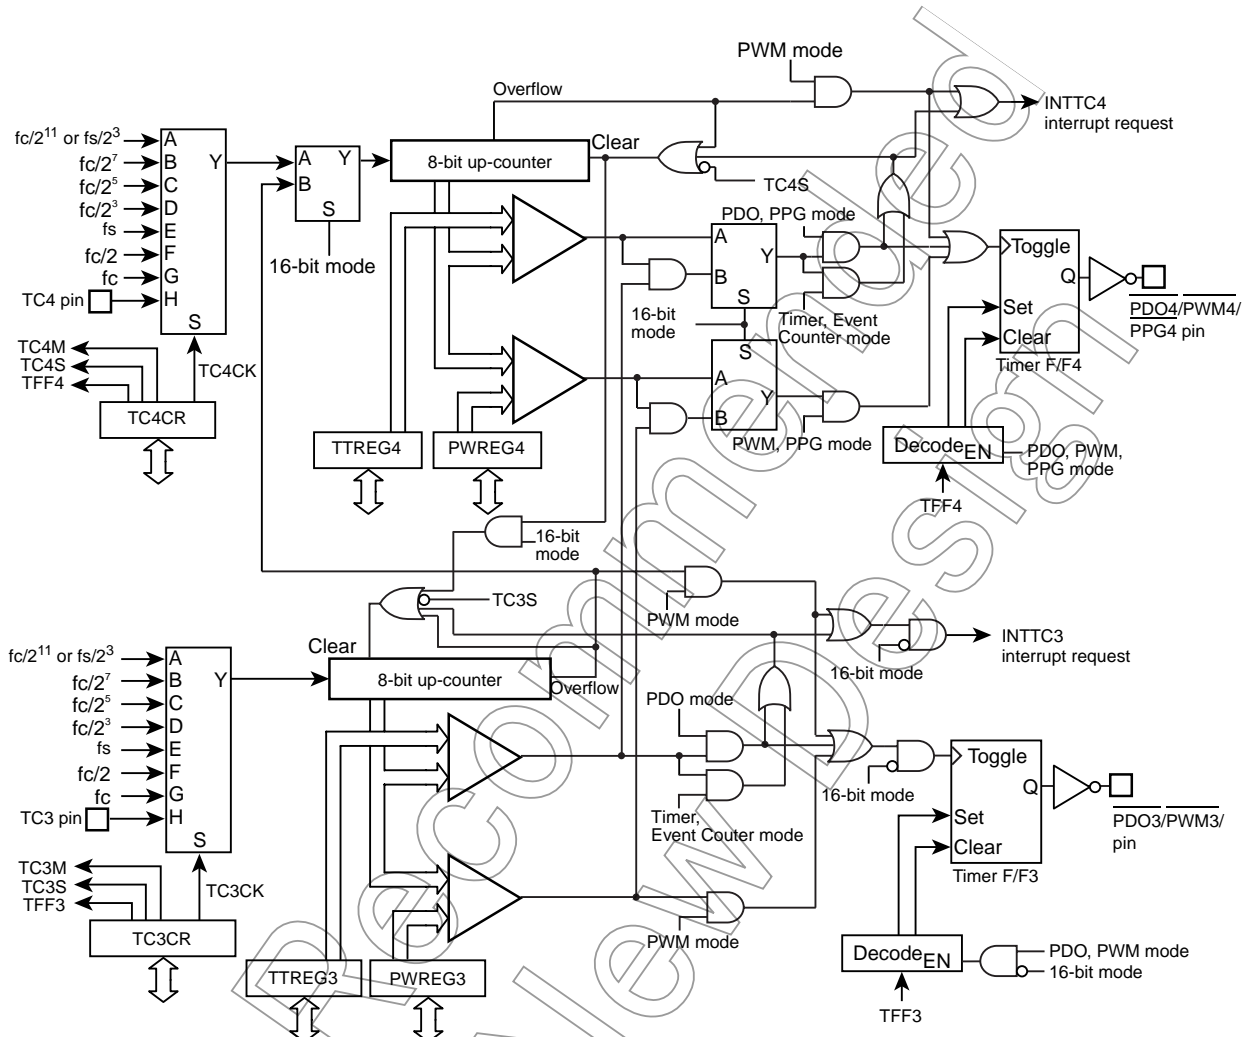 PWM mode
Overflow
INTTC4
interrupt request
fc/2¹¹ or fs/2³
fc/2⁷
fc/2⁵
fc/2³
fs
fc/2
fc
TC4 pin
A
B
C
D
E
F
G
H
Y
S
A
B
Y
S
16-bit mode
8-bit up-counter
Clear
TC4S
PDO, PPG mode
A
B
Y
S
16-bit
mode
Timer, Event
Counter mode
S
A
B
Y
PWM, PPG mode
Toggle
Q
Set
Clear
Timer F/F4
PDO4/PWM4/
PPG4 pin
TC4M
TC4S
TFF4
TC4CK
TC4CR
TTREG4
PWREG4
Decode
EN
PDO, PWM,
PPG mode
TFF4
16-bit
mode
TC3S
PWM mode
INTTC3
interrupt request
16-bit mode
fc/2¹¹ or fs/2³
fc/2⁷
fc/2⁵
fc/2³
fs
fc/2
fc
TC3 pin
A
B
C
D
E
F
G
H
Y
S
Clear
8-bit up-counter
Overflow
PDO mode
Timer,
Event Couter mode
16-bit mode
Toggle
Q
Set
Clear
Timer F/F3
PDO3/PWM3/
pin
TC3M
TC3S
TFF3
TC3CK
TC3CR
TTREG3
PWREG3
PWM mode
Decode
EN
PDO, PWM mode
16-bit mode
TFF3
Recommended
New Design